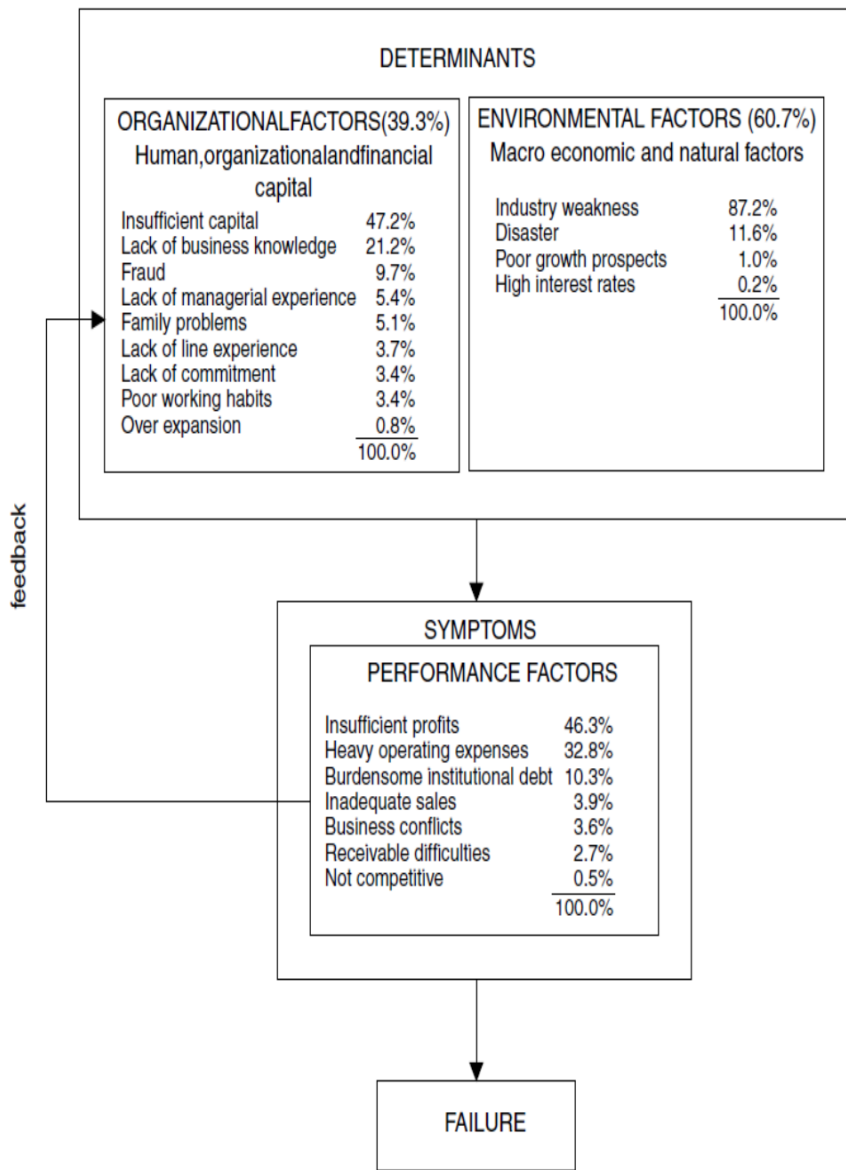 DETERMINANTS
ORGANIZATIONALFACTORS(39.3%)
Human,organizationalandfinancial
capital
Insufficient capital 47.2%
Lack of business knowledge 21.2%
Fraud 9.7%
Lack of managerial experience 5.4%
Family problems 5.1%
Lack of line experience 3.7%
Lack of commitment 3.4%
Poor working habits 3.4%
Over expansion 0.8%
100.0%
ENVIRONMENTAL FACTORS (60.7%)
Macro economic and natural factors
Industry weakness 87.2%
Disaster 11.6%
Poor growth prospects 1.0%
High interest rates 0.2%
100.0%
feedback
SYMPTOMS
PERFORMANCE FACTORS
Insufficient profits 46.3%
Heavy operating expenses 32.8%
Burdensome institutional debt 10.3%
Inadequate sales 3.9%
Business conflicts 3.6%
Receivable difficulties 2.7%
Not competitive 0.5%
100.0%
FAILURE